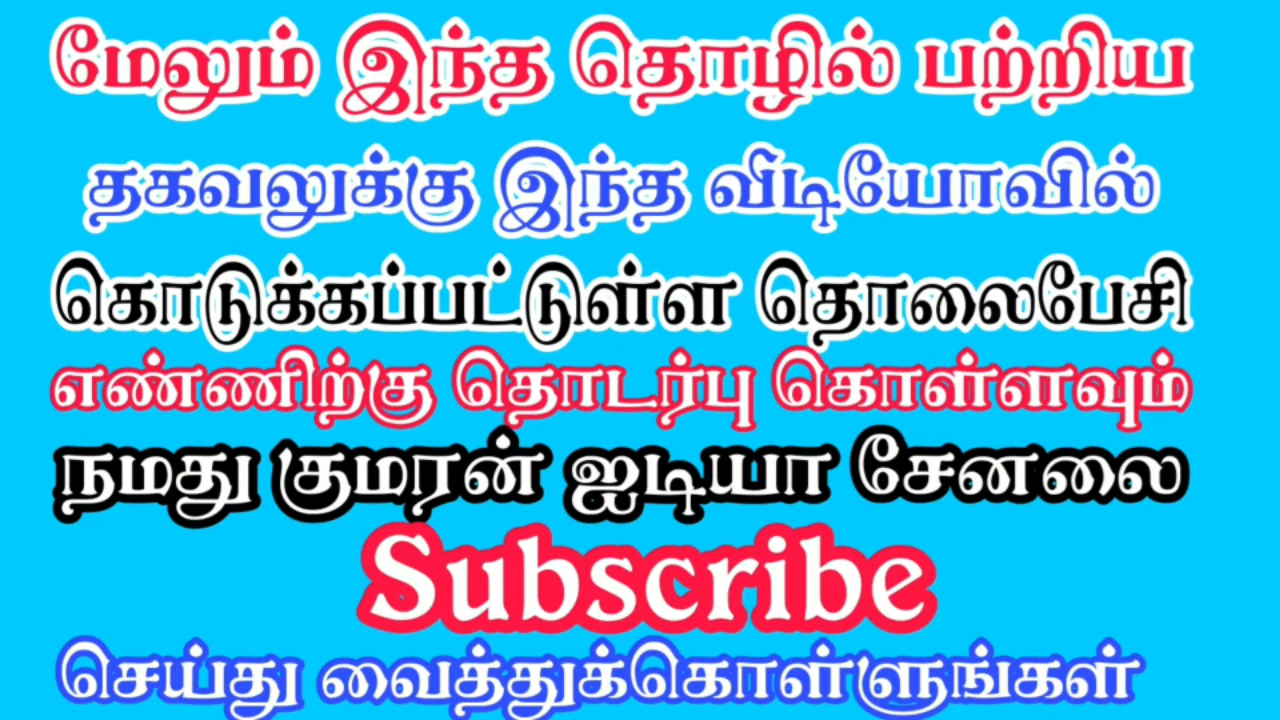 மேலும் இந்த தொழில் பற்றிய
தகவலுக்கு இந்த வீடியோவில்
கொடுக்கப்பட்டுள்ள தொலைபேசி
எண்ணிற்கு தொடர்பு கொள்ளவும்
நமது குமரன் ஐடியா சேனலை
Subscribe
செய்து வைத்துக்கொள்ளுங்கள்